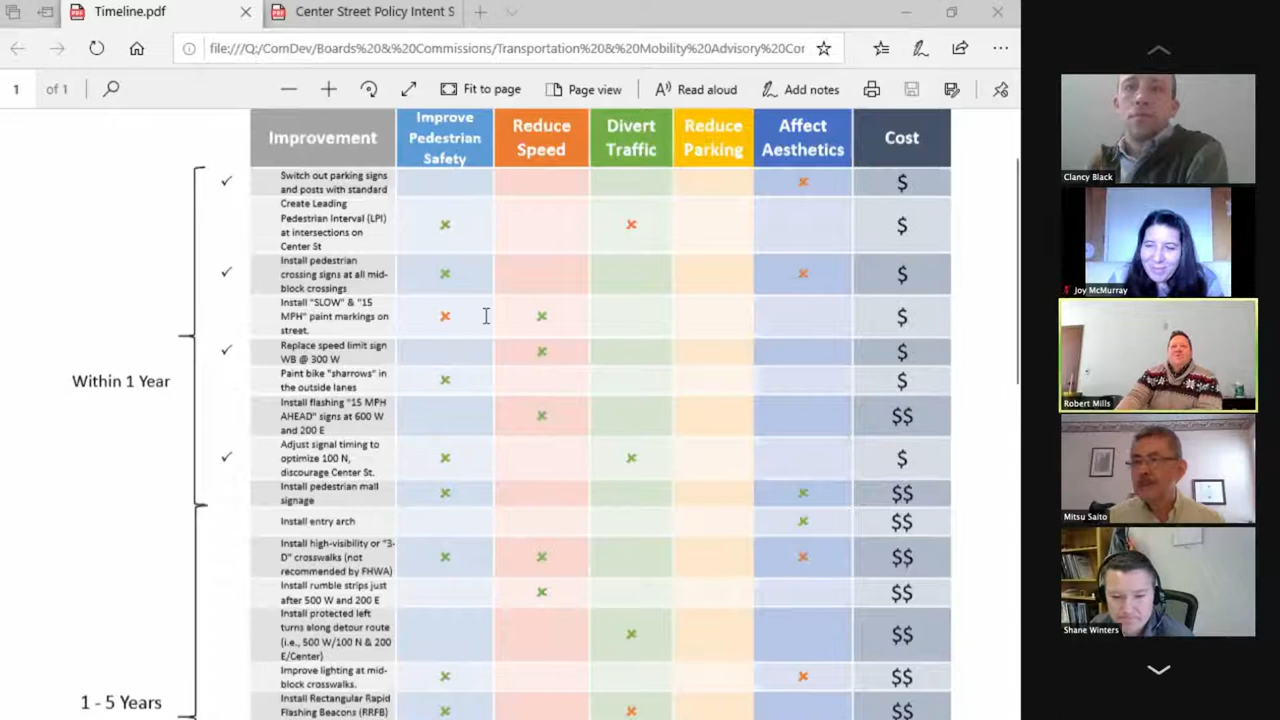 Timeline.pdf
Center Street Policy Intent S
file:///Q:/ComDev/Boards%20&%20Commissions/Transportation%20&%20Mobility%20Advisory%20Cor
1 of 1
Fit to page
Page view
Read aloud
Add notes
Improvement
Improve
Pedestrian
Safety
Reduce
Speed
Divert
Traffic
Reduce
Parking
Affect
Aesthetics
Cost
Within 1 Year
✓ Switch out parking signs
and posts with standard
× $
Create Leading
Pedestrian Interval (LPI)
at intersections on
Center St
× × $
✓ Install pedestrian
crossing signs at all mid-
block crossings
× × $
Install "SLOW" & "15
MPH" paint markings on
street.
× × $
✓ Replace speed limit sign
WB @ 300 W
× $
Paint bike "sharrows" in
the outside lanes
× $
Install flashing "15 MPH
AHEAD" signs at 600 W
and 200 E
× $$
✓ Adjust signal timing to
optimize 100 N,
discourage Center St.
× × $
Install pedestrian mall
signage
× × $$
1 - 5 Years
Install entry arch
× $$
Install high-visibility or "3-
D" crosswalks (not
recommended by FHWA)
× × × $$
Install rumble strips just
after 500 W and 200 E
× $$
Install protected left
turns along detour route
(i.e., 500 W/100 N & 200
E/Center)
× $$
Improve lighting at mid-
block crosswalks.
× × $$
Install Rectangular Rapid
Flashing Beacons (RRFB)
× × $$
Clancy Black
Joy McMurray
Robert Mills
Mitsu Saito
Shane Winters